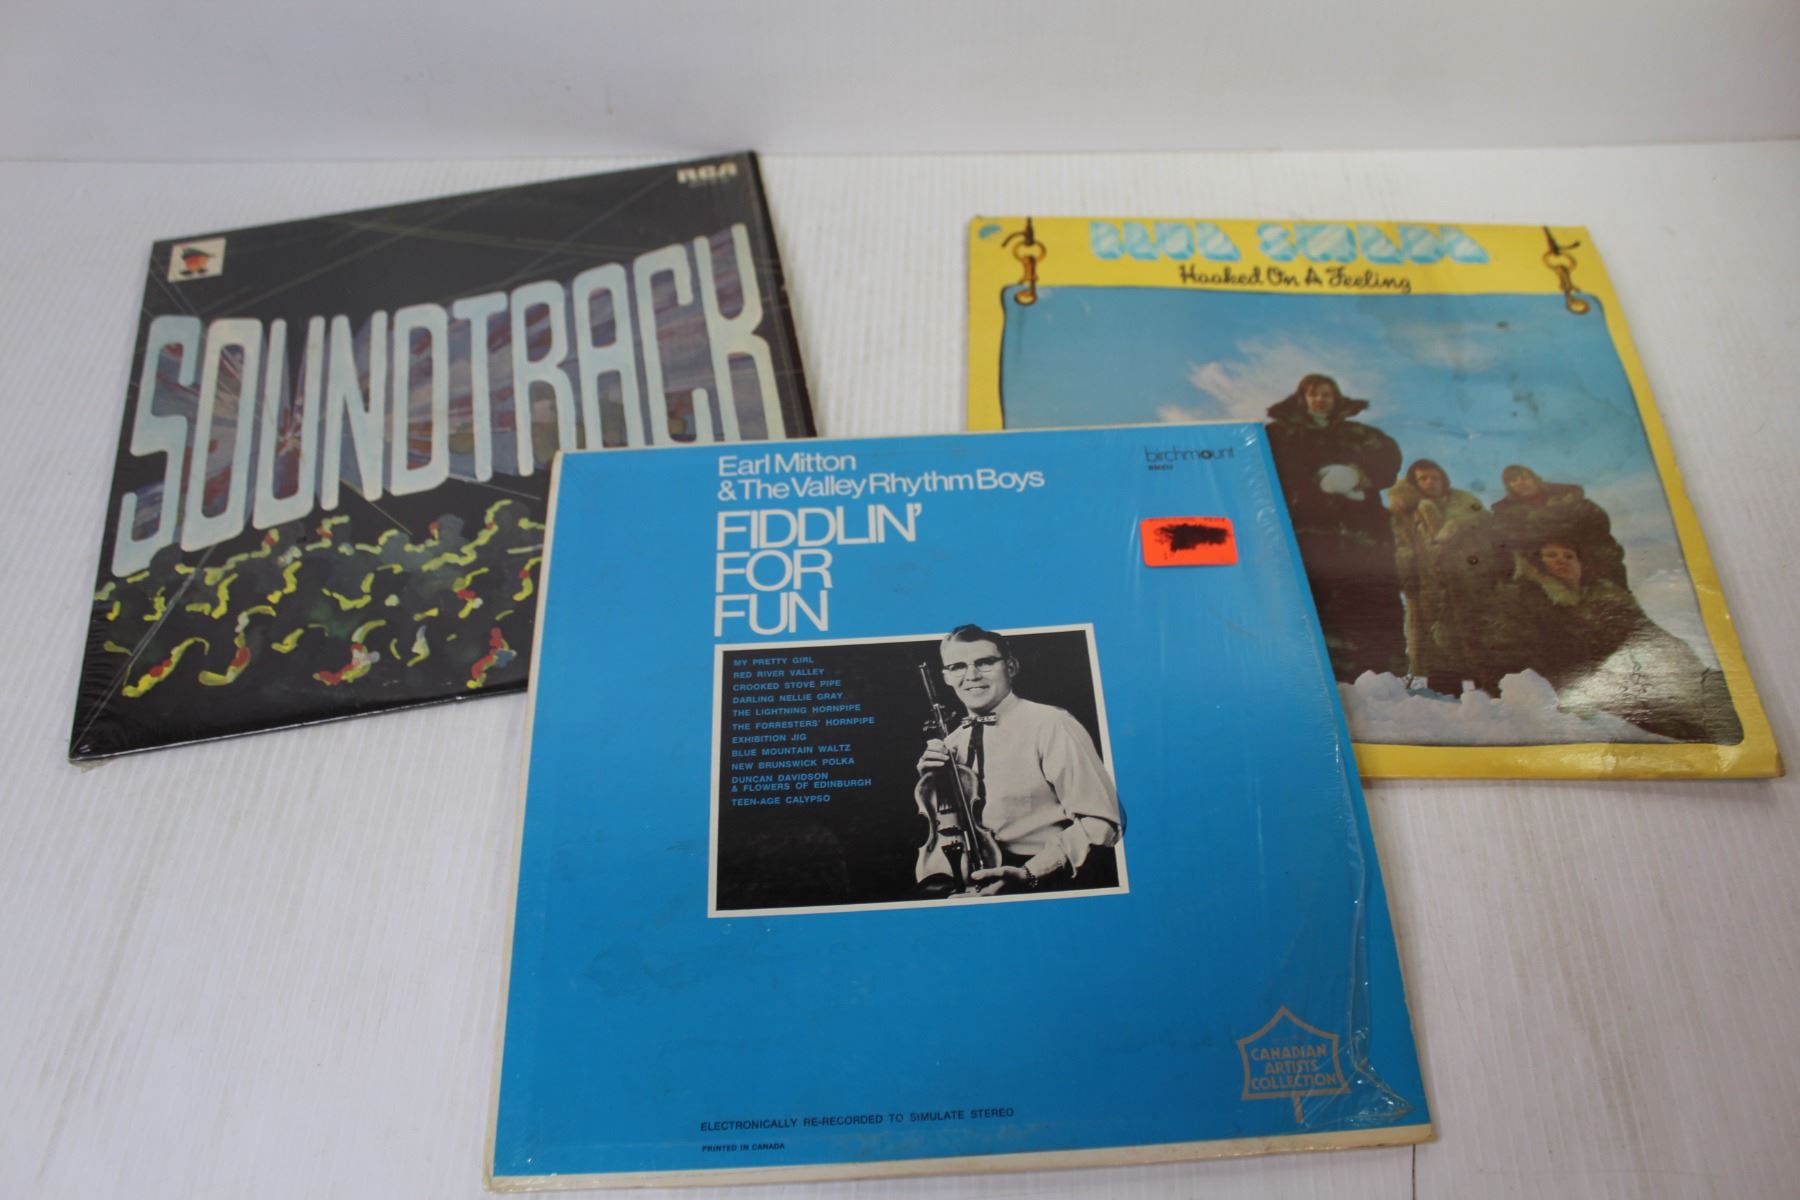 RCA
SOUNDTRACK
BLUE SWEDE
Hooked On A Feeling
Earl Mitton
& The Valley Rhythm Boys
FIDDLIN'
FOR
FUN
birchmount
MY PRETTY GIRL
RED RIVER VALLEY
CROOKED STOVE PIPE
DARLING NELLIE GRAY
THE LIGHTNING HORNPIPE
THE FORRESTERS' HORNPIPE
EXHIBITION JIG
BLUE MOUNTAIN WALTZ
NEW BRUNSWICK POLKA
DUNCAN DAVIDSON
& FLOWERS OF EDINBURGH
TEEN-AGE CALYPSO
CANADIAN
ARTISTS
COLLECTION
ELECTRONICALLY RE-RECORDED TO SIMULATE STEREO
PRINTED IN CANADA